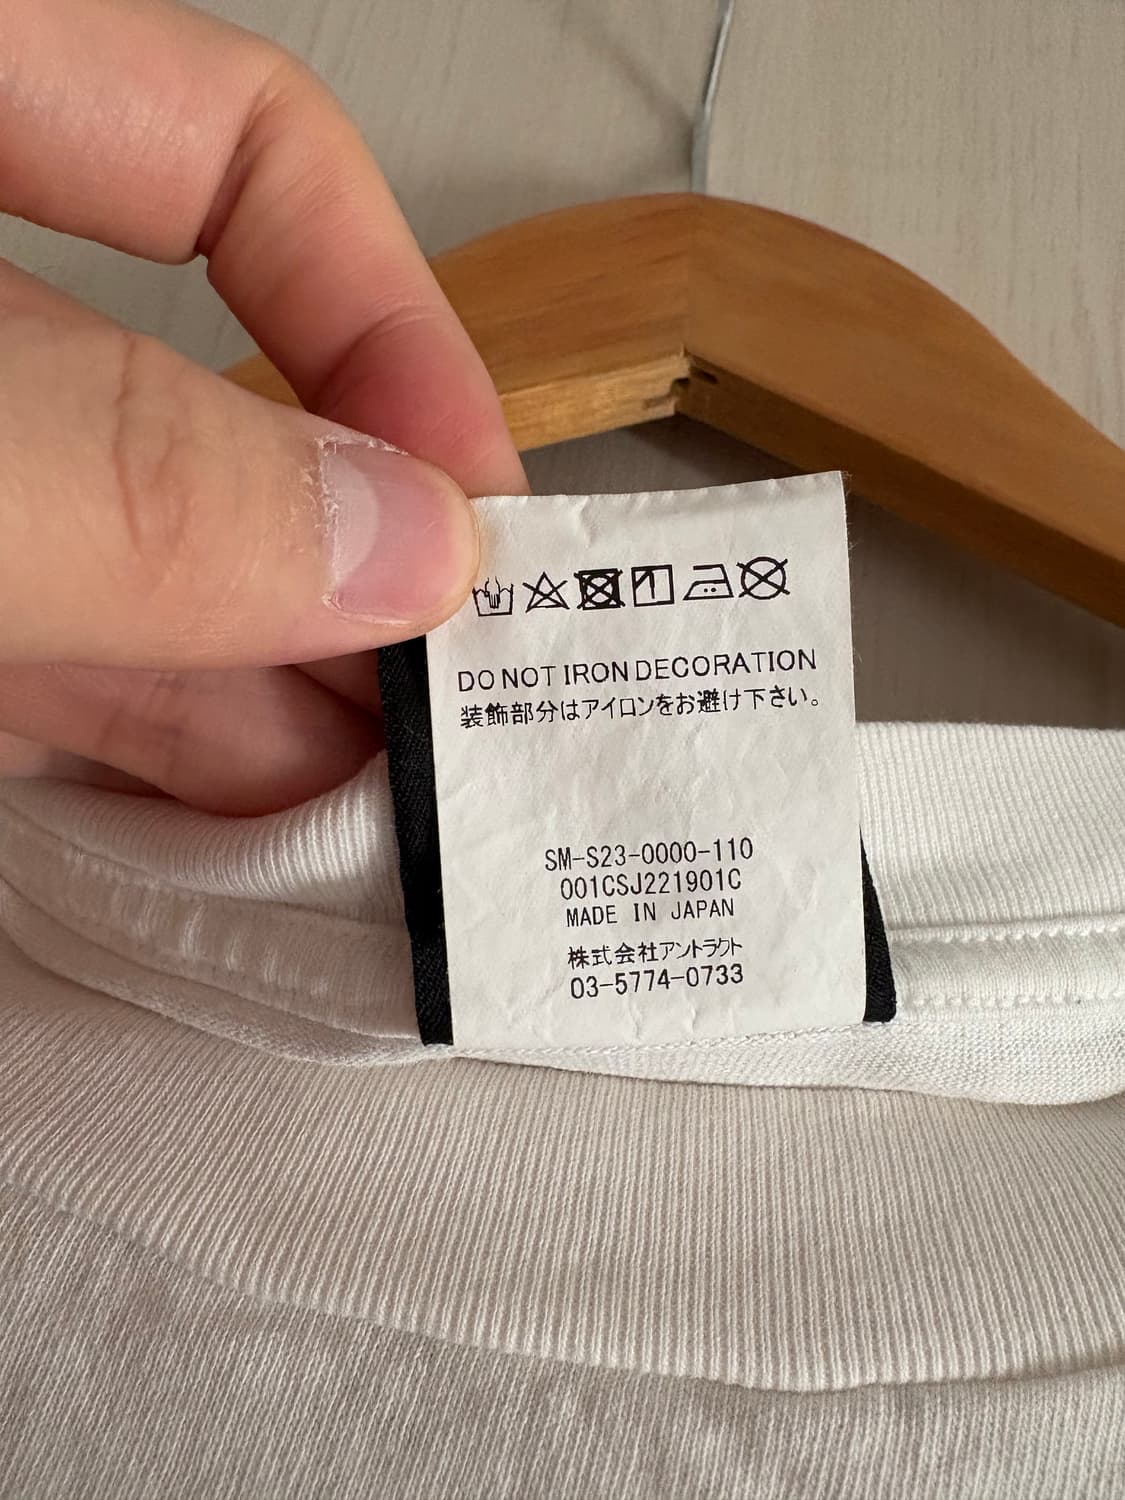 DO NOT IRON DECORATION
装飾部分はアイロンをお避け下さい。
SM-S23-0000-110
001CSJ221901C
MADE IN JAPAN
株式会社アントラクト
03-5774-0733